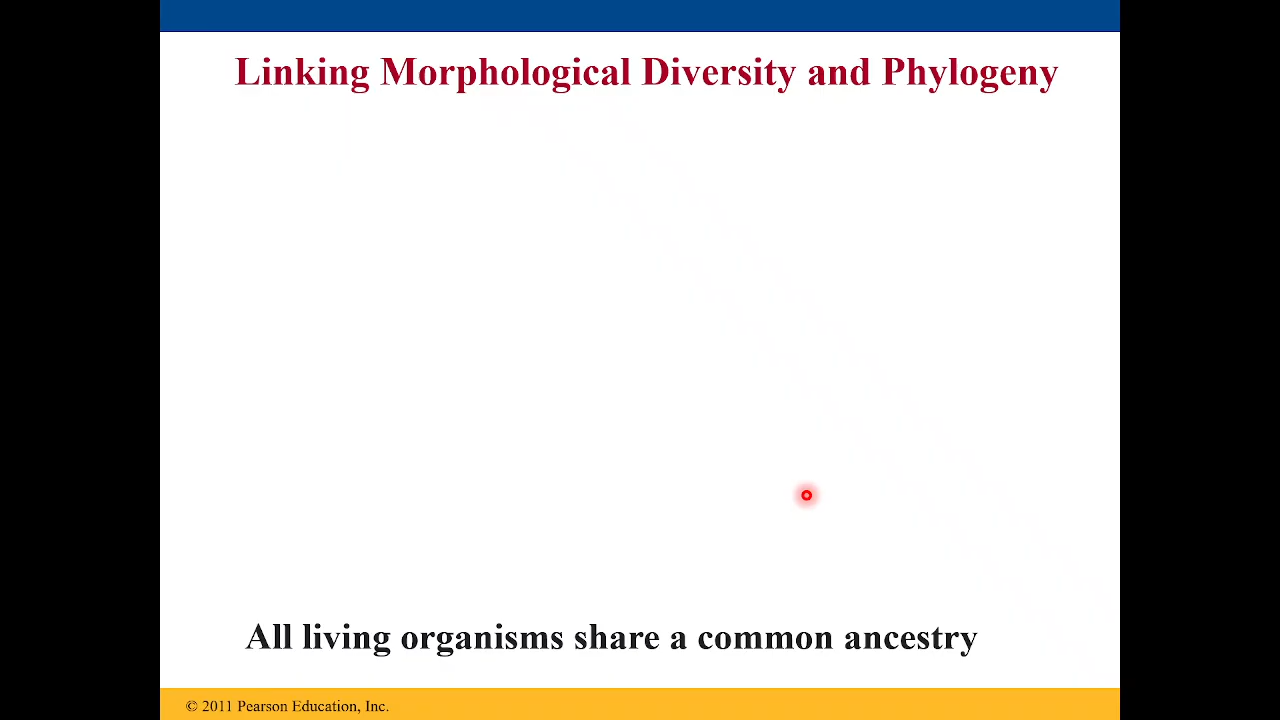 Linking Morphological Diversity and Phylogeny
All living organisms share a common ancestry
© 2011 Pearson Education, Inc.